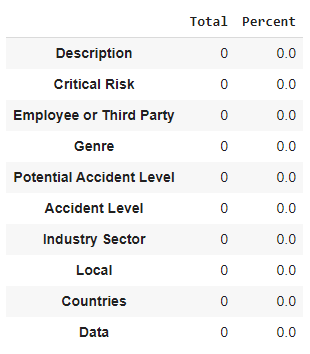 Total Percent
Description 0 0.0
Critical Risk 0 0.0
Employee or Third Party 0 0.0
Genre 0 0.0
Potential Accident Level 0 0.0
Accident Level 0 0.0
Industry Sector 0 0.0
Local 0 0.0
Countries 0 0.0
Data 0 0.0